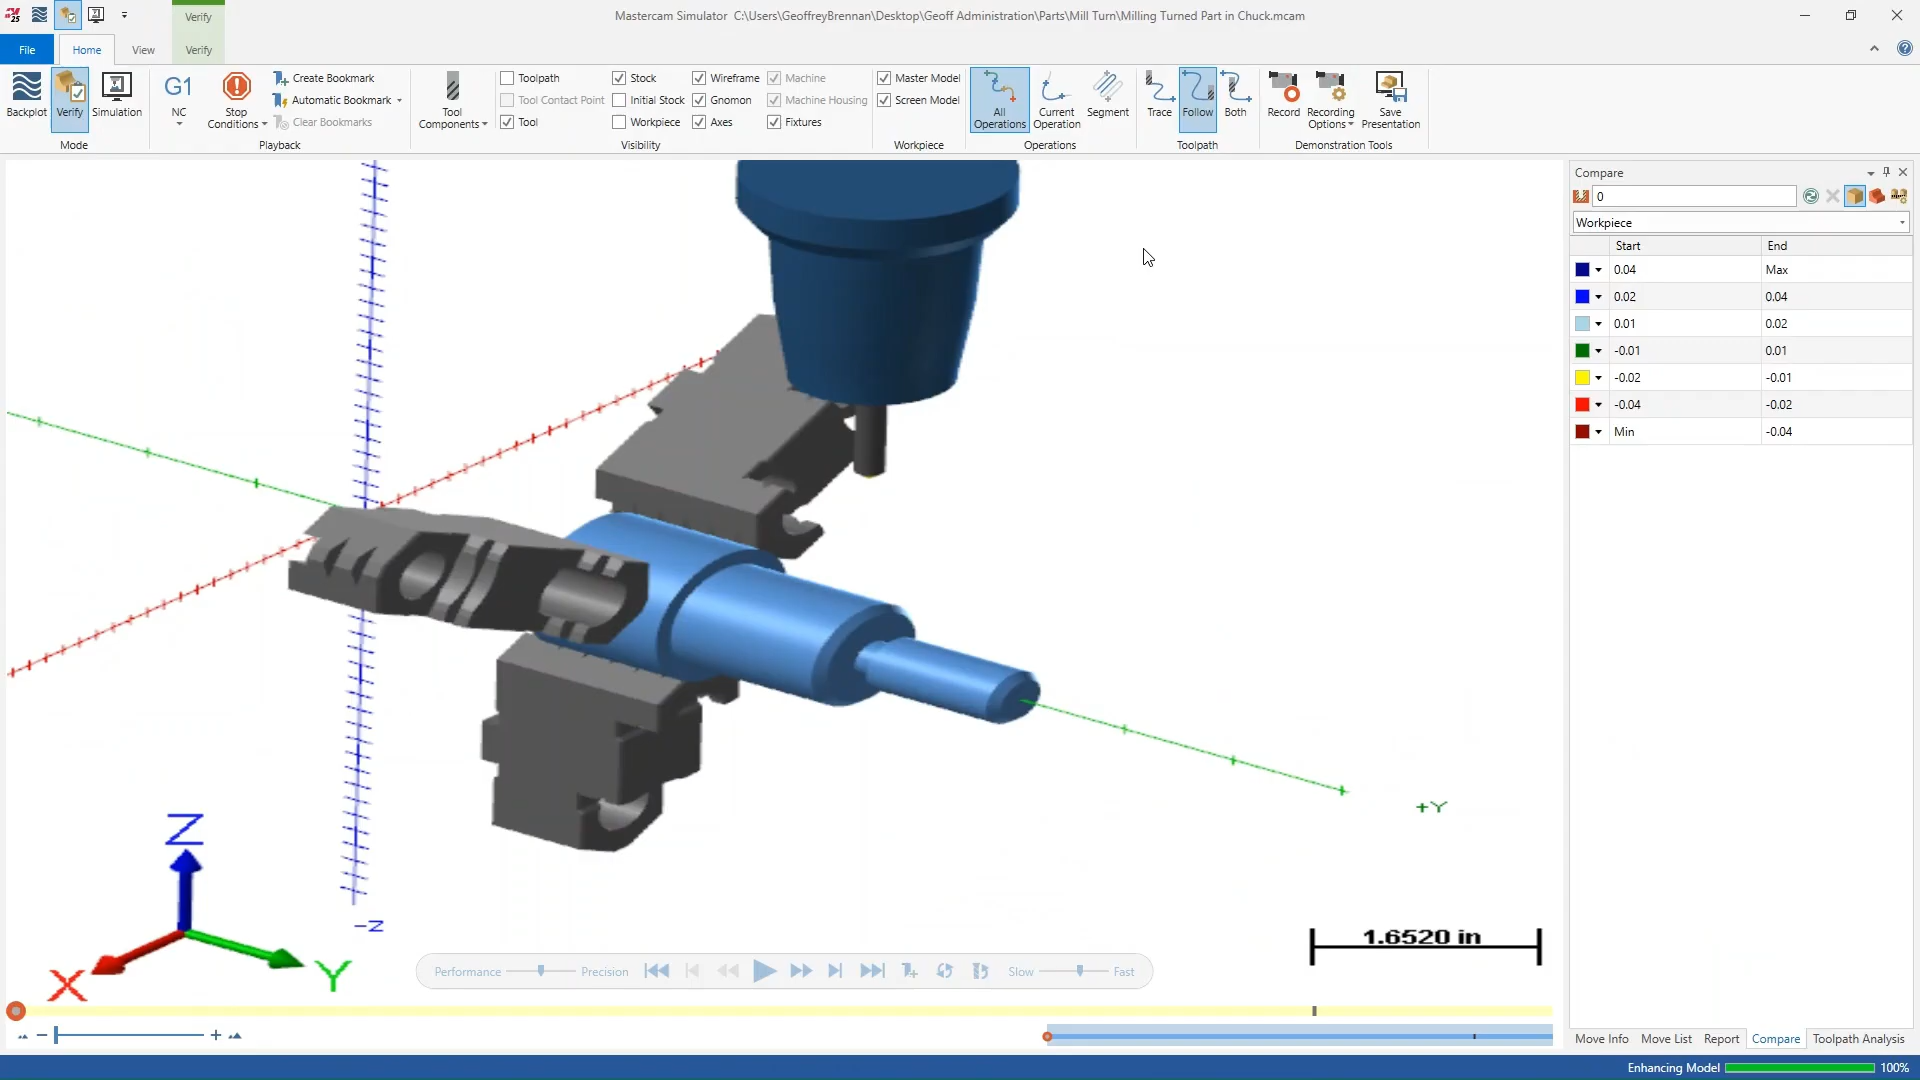 25
Verify
Mastercam Simulator C:\Users\GeoffreyBrennan\Desktop\Geoff Administration\Parts\Mill Turn\Milling Turned Part in Chuck.mcam
File
Home
View
Verify
Backplot
Verify
Simulation
Mode
G1
NC
Stop
Conditions
Create Bookmark
Automatic Bookmark
Clear Bookmarks
Playback
Tool
Components
Toolpath
Tool Contact Point
Tool
Stock
Initial Stock
Workpiece
Wireframe
Gnomon
Axes
Machine
Machine Housing
Fixtures
Visibility
Master Model
Screen Model
Workpiece
All
Operations
Current
Operation
Segment
Operations
Trace
Follow
Both
Toolpath
Record
Recording
Options
Save
Presentation
Demonstration Tools
Compare
0
Workpiece
Start End
0.04 Max
0.02 0.04
0.01 0.02
-0.01 0.01
-0.02 -0.01
-0.04 -0.02
Min -0.04
+Y
-Z
Z
X
Y
1.6520 in
Performance
Precision
Slow
Fast
Move Info
Move List
Report
Compare
Toolpath Analysis
Enhancing Model 100%